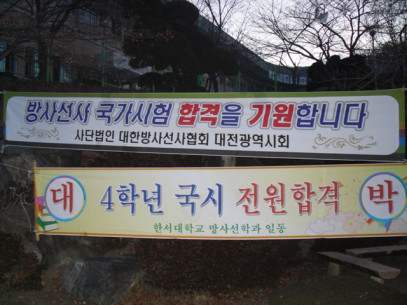 방사선사 국가시험 합격을 기원합니다
사단법인 대한방사선사협회 대전광역시회
대 4학년 국시 전원합격 박
한서대학교 방사선학과 일동